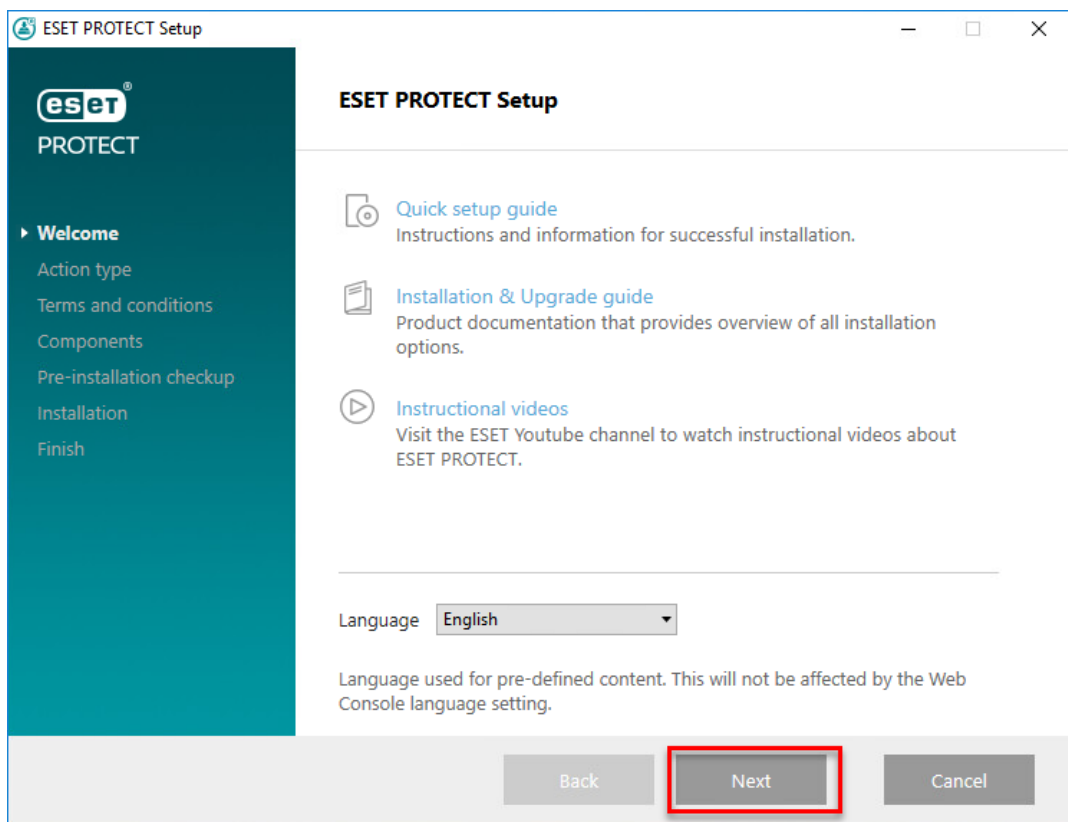 ESET PROTECT Setup
eseT®
PROTECT
Welcome
Action type
Terms and conditions
Components
Pre-installation checkup
Installation
Finish
ESET PROTECT Setup
Quick setup guide
Instructions and information for successful installation.
Installation & Upgrade guide
Product documentation that provides overview of all installation
options.
Instructional videos
Visit the ESET Youtube channel to watch instructional videos about
ESET PROTECT.
Language English
Language used for pre-defined content. This will not be affected by the Web
Console language setting.
Back Next Cancel